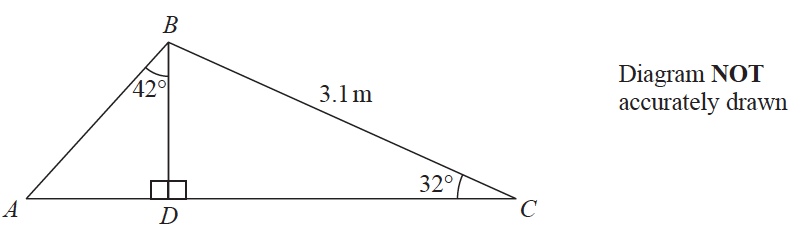 B
42°
3.1 m
Diagram NOT
accurately drawn
32°
A
D
C